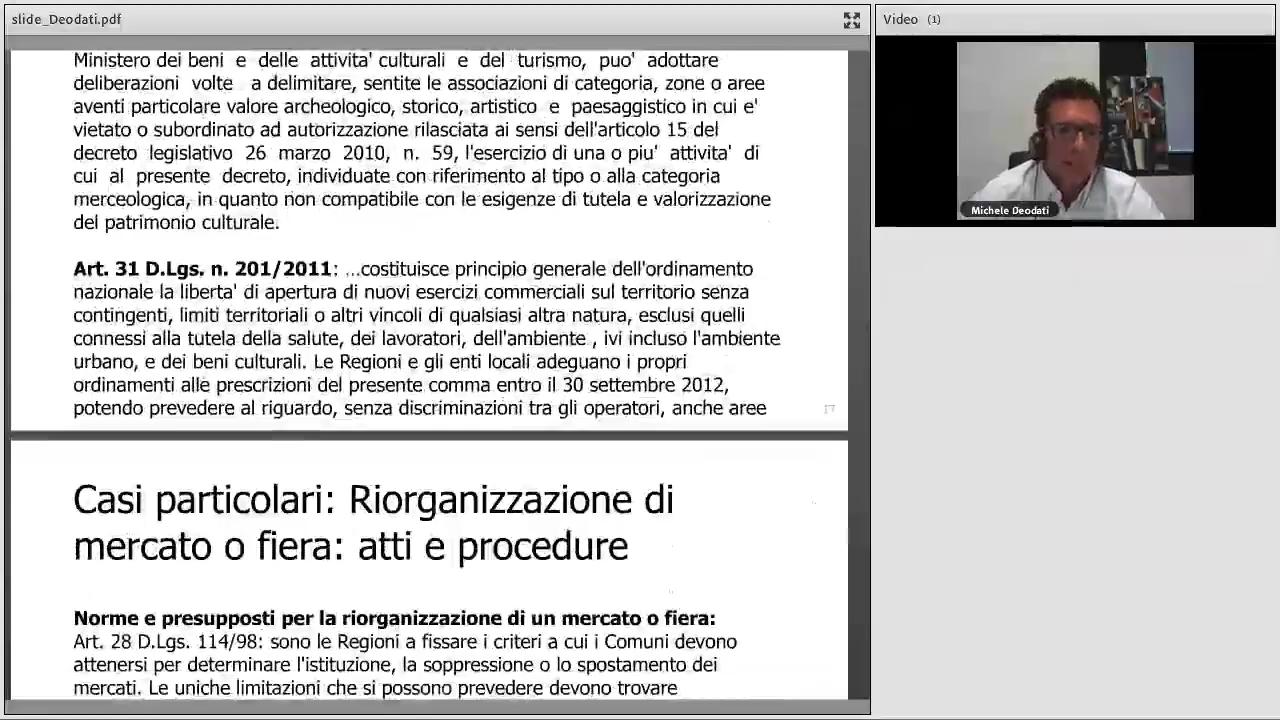 slide_Deodati.pdf
Ministero dei beni e delle attivita' culturali e del turismo, puo' adottare
deliberazioni volte a delimitare, sentite le associazioni di categoria, zone o aree
aventi particolare valore archeologico, storico, artistico e paesaggistico in cui e'
vietato o subordinato ad autorizzazione rilasciata ai sensi dell'articolo 15 del
decreto legislativo 26 marzo 2010, n. 59, l'esercizio di una o piu' attivita' di
cui al presente decreto, individuate con riferimento al tipo o alla categoria
merceologica, in quanto non compatibile con le esigenze di tutela e valorizzazione
del patrimonio culturale.
Art. 31 D.Lgs. n. 201/2011: ...costituisce principio generale dell'ordinamento
nazionale la liberta' di apertura di nuovi esercizi commerciali sul territorio senza
contingenti, limiti territoriali o altri vincoli di qualsiasi altra natura, esclusi quelli
connessi alla tutela della salute, dei lavoratori, dell'ambiente , ivi incluso l'ambiente
urbano, e dei beni culturali. Le Regioni e gli enti locali adeguano i propri
ordinamenti alle prescrizioni del presente comma entro il 30 settembre 2012,
potendo prevedere al riguardo, senza discriminazioni tra gli operatori, anche aree
17
Casi particolari: Riorganizzazione di
mercato o fiera: atti e procedure
Norme e presupposti per la riorganizzazione di un mercato o fiera:
Art. 28 D.Lgs. 114/98: sono le Regioni a fissare i criteri a cui i Comuni devono
attenersi per determinare l'istituzione, la soppressione o lo spostamento dei
mercati. Le uniche limitazioni che si possono prevedere devono trovare
Video (1)
Michele Deodati